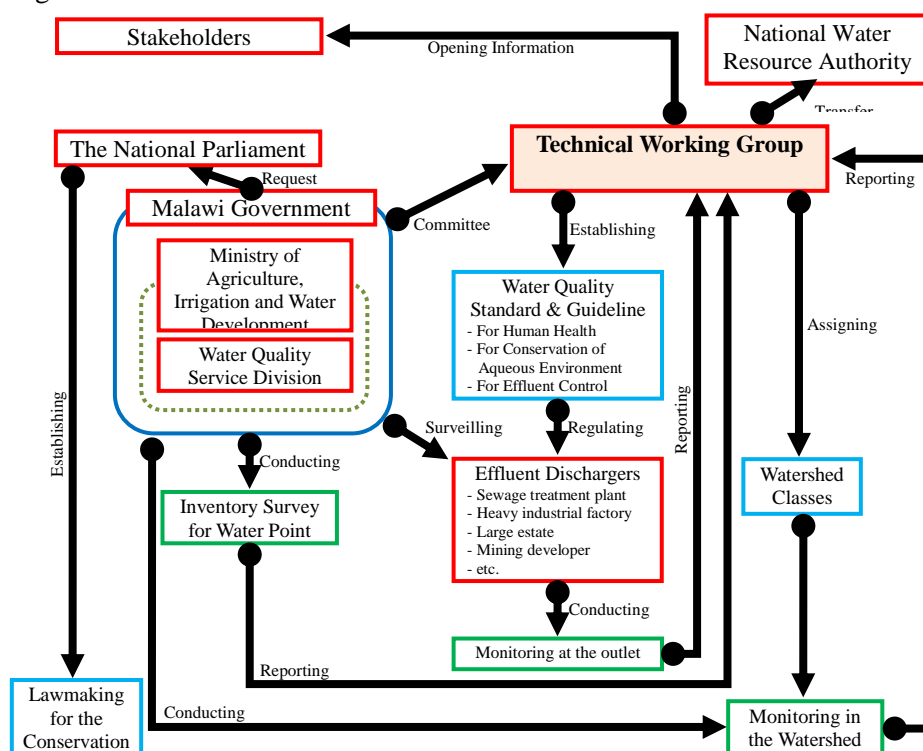 Stakeholders
Opening Information
National Water
Resource Authority
Transfer
Technical Working Group
The National Parliament
Request
Reporting
Malawi Government
Committee
Establishing
Ministry of
Agriculture,
Irrigation and Water
Development
Water Quality
Service Division
Water Quality
Standard & Guideline
- For Human Health
- For Conservation of
Aqueous Environment
- For Effluent Control
Assigning
Establishing
Surveilling
Regulating
Reporting
Conducting
Effluent Dischargers
- Sewage treatment plant
- Heavy industrial factory
- Large estate
- Mining developer
- etc.
Watershed
Classes
Inventory Survey
for Water Point
Conducting
Monitoring at the outlet
Reporting
Lawmaking
for the
Conservation
Conducting
Monitoring in
the Watershed